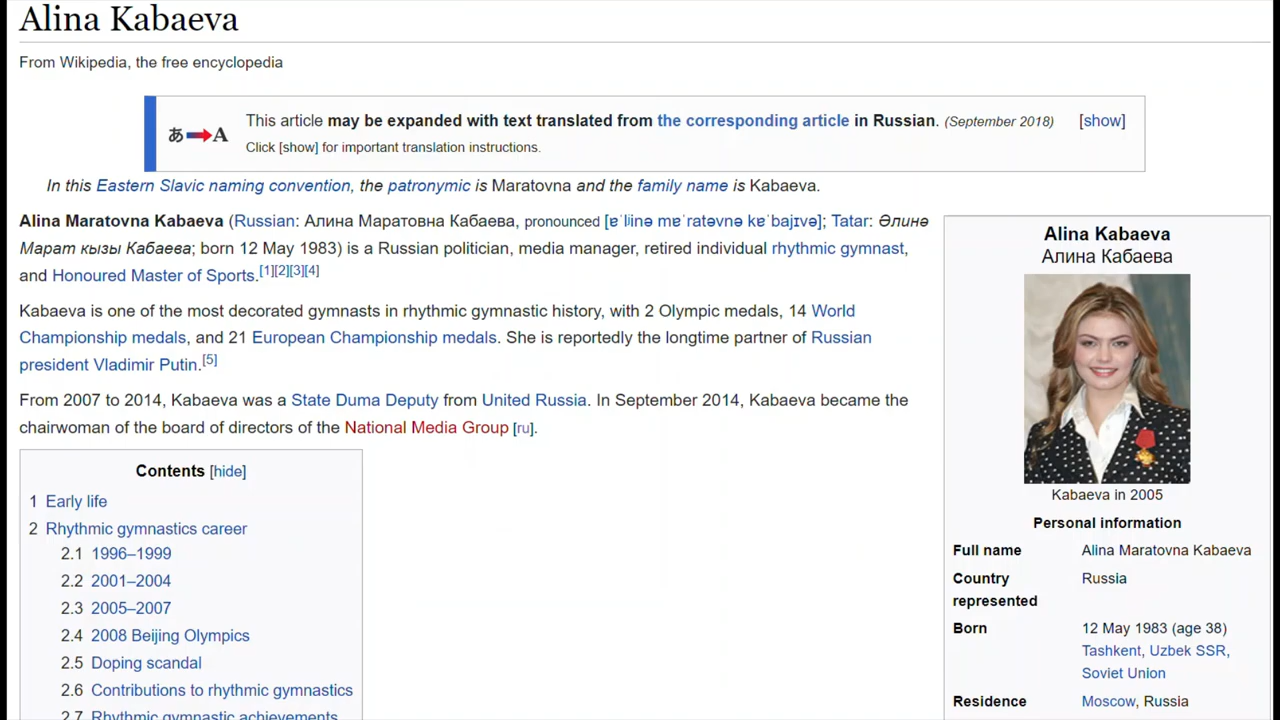 Alina Kabaeva
From Wikipedia, the free encyclopedia
あ A
This article may be expanded with text translated from the corresponding article in Russian. (September 2018) [show]
Click [show] for important translation instructions.
In this Eastern Slavic naming convention, the patronymic is Maratovna and the family name is Kabaeva.
Alina Maratovna Kabaeva (Russian: Алина Маратовна Кабаева, pronounced [ɐˈlʲinə mɐˈratəvnə kɐˈbajɪvə]; Tatar: Әлинә
Марат кызы Кабаева; born 12 May 1983) is a Russian politician, media manager, retired individual rhythmic gymnast,
and Honoured Master of Sports.[1][2][3][4]
Kabaeva is one of the most decorated gymnasts in rhythmic gymnastic history, with 2 Olympic medals, 14 World
Championship medals, and 21 European Championship medals. She is reportedly the longtime partner of Russian
president Vladimir Putin.[5]
From 2007 to 2014, Kabaeva was a State Duma Deputy from United Russia. In September 2014, Kabaeva became the
chairwoman of the board of directors of the National Media Group [ru].
Contents [hide]
1 Early life
2 Rhythmic gymnastics career
2.1 1996–1999
2.2 2001–2004
2.3 2005–2007
2.4 2008 Beijing Olympics
2.5 Doping scandal
2.6 Contributions to rhythmic gymnastics
2.7 Rhythmic gymnastic achievements
Alina Kabaeva
Алина Кабаева
Kabaeva in 2005
Personal information
Full name Alina Maratovna Kabaeva
Country Russia
represented
Born 12 May 1983 (age 38)
Tashkent, Uzbek SSR,
Soviet Union
Residence Moscow, Russia